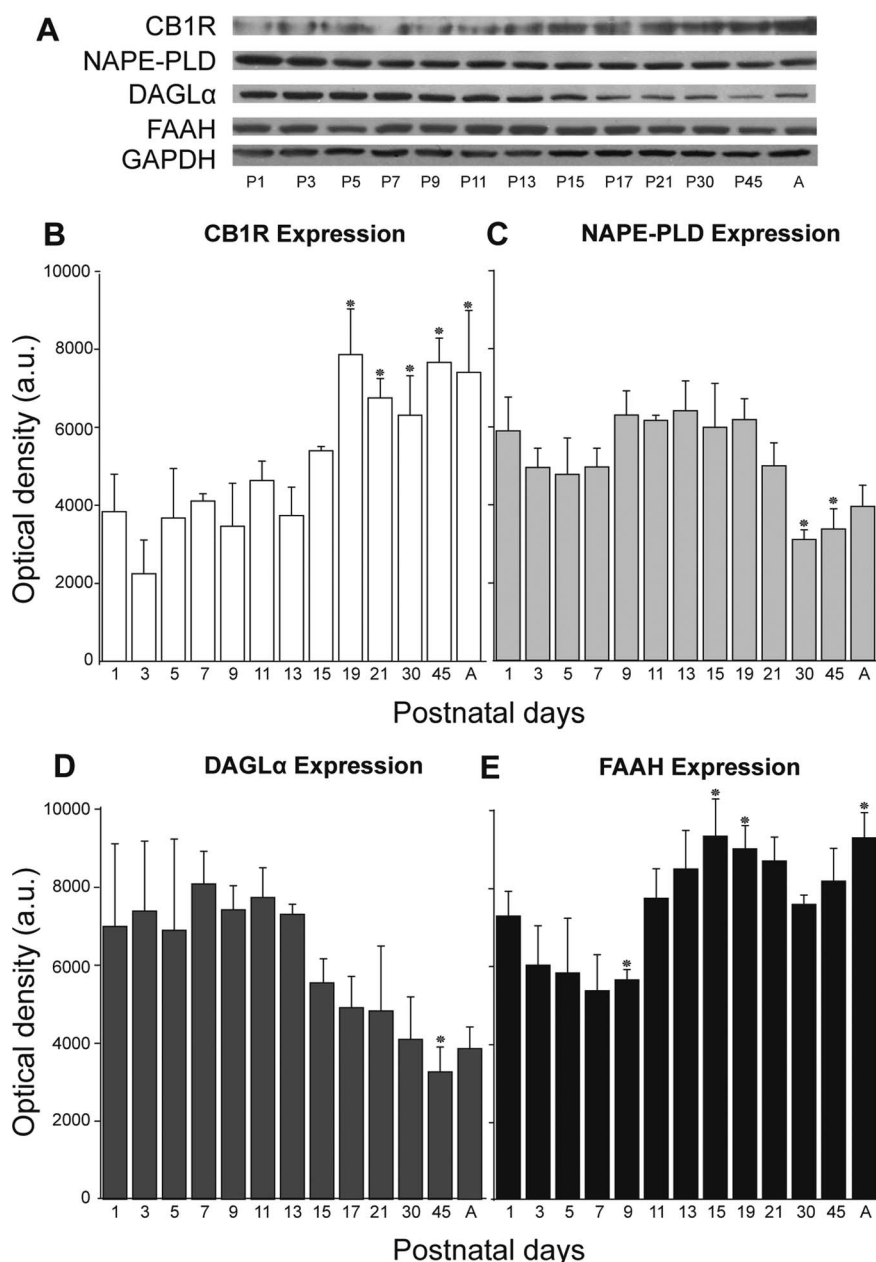 A
CB1R
NAPE-PLD
DAGLα
FAAH
GAPDH
P1 P3 P5 P7 P9 P11 P13 P15 P17 P21 P30 P45 A
B CB1R Expression
C NAPE-PLD Expression
Optical density (a.u.)
10000
8000
6000
4000
2000
0
* * * * *
* *
1 3 5 7 9 11 13 15 19 21 30 45 A
1 3 5 7 9 11 13 15 19 21 30 45 A
Postnatal days
D DAGLα Expression
E FAAH Expression
Optical density (a.u.)
10000
8000
6000
4000
2000
0
*
* * * *
1 3 5 7 9 11 13 15 17 21 30 45 A
1 3 5 7 9 11 13 15 19 21 30 45 A
Postnatal days